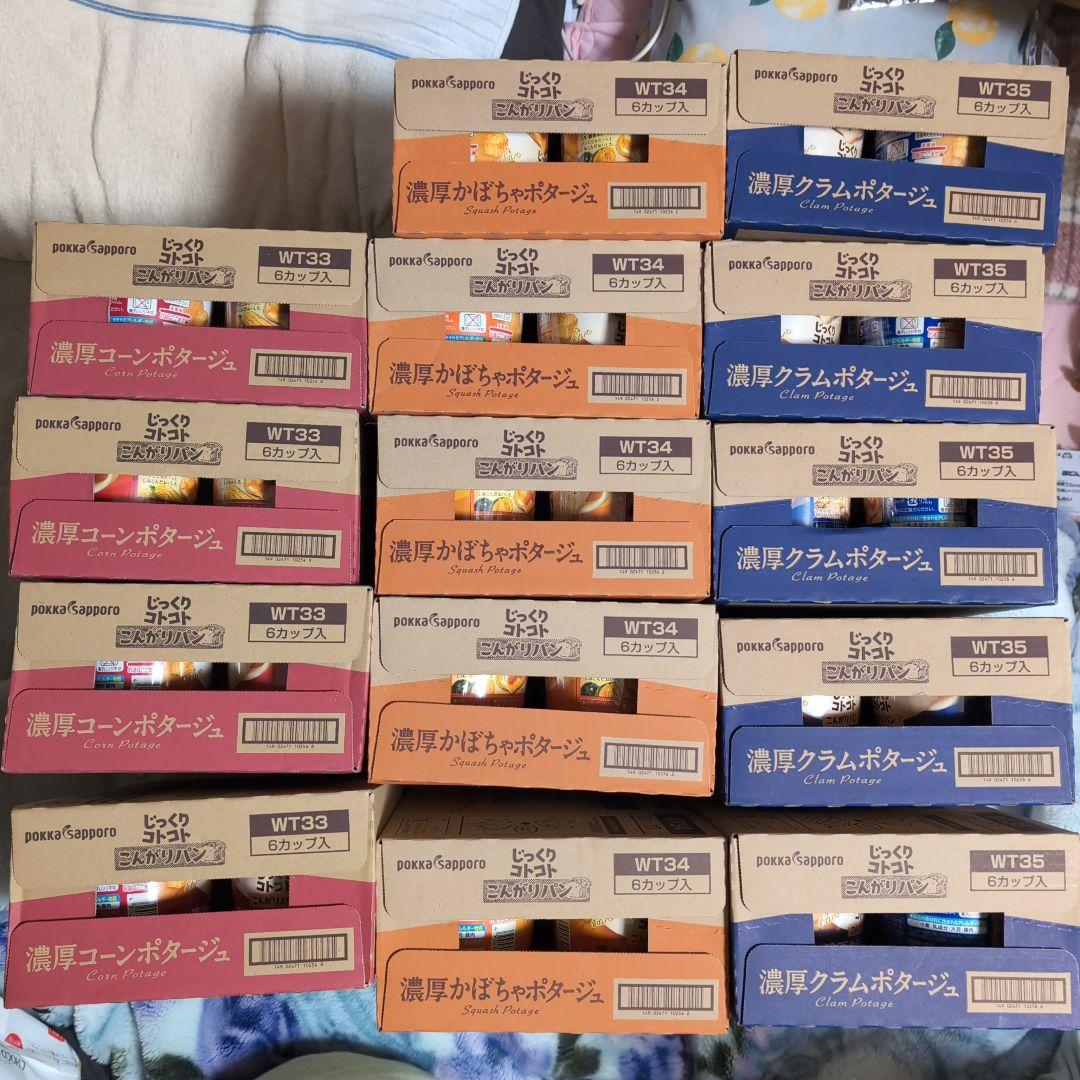 pokka sapporo
じっくり
コトコト
こんがりパン
WT34
6カップ入
濃厚かぼちゃポタージュ
Squash Potage
pokka sapporo
じっくり
コトコト
こんがりパン
WT35
6カップ入
濃厚クラムポタージュ
Clam Potage
pokka sapporo
じっくり
コトコト
こんがりパン
WT33
6カップ入
濃厚コーンポタージュ
Corn Potage
pokka sapporo
じっくり
コトコト
こんがりパン
WT34
6カップ入
濃厚かぼちゃポタージュ
Squash Potage
pokka sapporo
じっくり
コトコト
こんがりパン
WT35
6カップ入
濃厚クラムポタージュ
Clam Potage
pokka sapporo
じっくり
コトコト
こんがりパン
WT33
6カップ入
濃厚コーンポタージュ
Corn Potage
pokka sapporo
じっくり
コトコト
こんがりパン
WT34
6カップ入
濃厚かぼちゃポタージュ
Squash Potage
pokka sapporo
じっくり
コトコト
こんがりパン
WT35
6カップ入
濃厚クラムポタージュ
Clam Potage
pokka sapporo
じっくり
コトコト
こんがりパン
WT33
6カップ入
濃厚コーンポタージュ
Corn Potage
pokka sapporo
じっくり
コトコト
こんがりパン
WT34
6カップ入
濃厚かぼちゃポタージュ
Squash Potage
pokka sapporo
じっくり
コトコト
こんがりパン
WT35
6カップ入
濃厚クラムポタージュ
Clam Potage
pokka sapporo
じっくり
コトコト
こんがりパン
WT33
6カップ入
濃厚コーンポタージュ
Corn Potage
pokka sapporo
じっくり
コトコト
こんがりパン
WT34
6カップ入
濃厚かぼちゃポタージュ
Squash Potage
pokka sapporo
じっくり
コトコト
こんがりパン
WT35
6カップ入
濃厚クラムポタージュ
Clam Potage